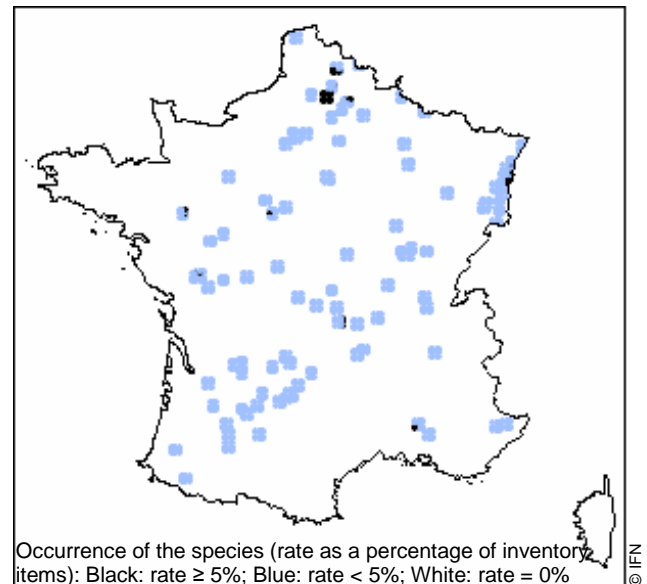 Occurrence of the species (rate as a percentage of inventory
items): Black: rate ≥ 5%; Blue: rate < 5%; White: rate = 0%
© IFN